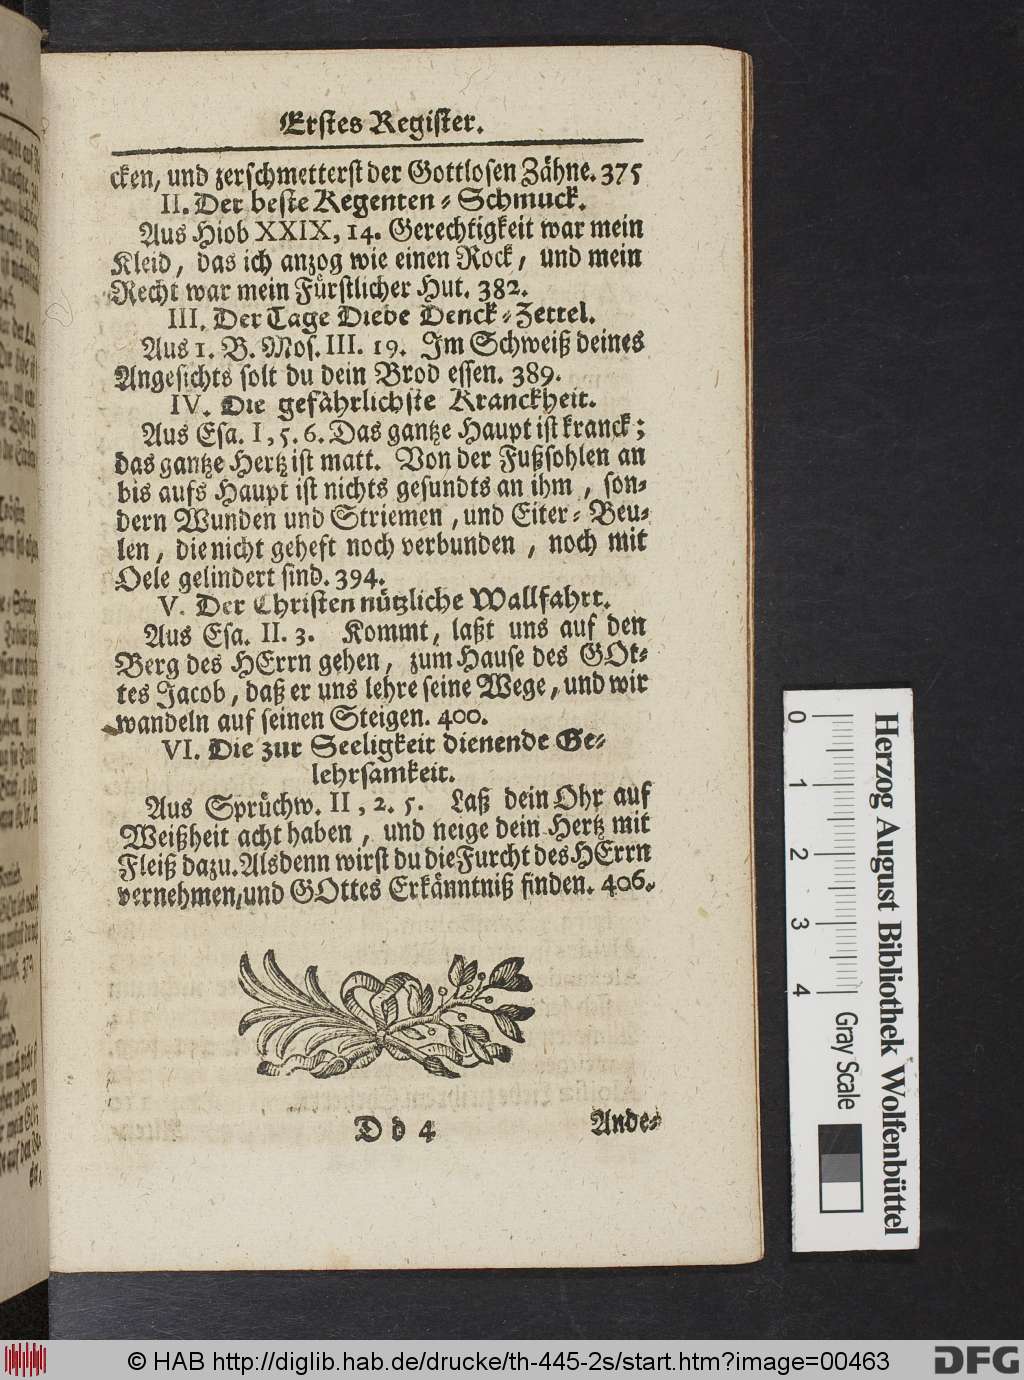 Erstes Register.
cken, und zerschmetterst der Gottlosen Zähne. 375
II. Der beste Regenten-Schmuck.
Aus Hiob XXIX, 14. Gerechtigkeit war mein
Kleid, das ich anzog wie einen Rock, und mein
Recht war mein Fürstlicher Hut. 382.
III. Der Tage Diebe Denck-Zettel.
Aus 1. B. Mos. III. 19. Im Schweiß deines
Angesichts solt du dein Brod essen. 389.
IV. Die gefährlichste Kranckheit.
Aus Esa. I, 5. 6. Das gantze Haupt ist kranck;
das gantze Hertz ist matt. Von der Fußsohlen an
bis aufs Haupt ist nichts gesundts an ihm, son-
dern Wunden und Striemen, und Eiter-Beu-
len, die nicht geheft noch verbunden, noch mit
Oele gelindert sind. 394.
V. Der Christen nützliche Wallfahrt.
Aus Esa. II. 3. Kommt, laßt uns auf den
Berg des HErrn gehen, zum Hause des GOt-
tes Jacob, daß er uns lehre seine Wege, und wir
wandeln auf seinen Steigen. 400.
VI. Die zur Seeligkeit dienende Ge-
lehrsamkeit.
Aus Sprüchw. II, 2. 5. Laß dein Ohr auf
Weißheit acht haben, und neige dein Hertz mit
Fleiß dazu. Alsdenn wirst du die Furcht des HErrn
vernehmen, und GOttes Erkänntniß finden. 406.
D d 4
Ande-
0 1 2 3 4
Gray Scale
Herzog August Bibliothek Wolfenbüttel
© HAB http://diglib.hab.de/drucke/th-445-2s/start.htm?image=00463
DFG